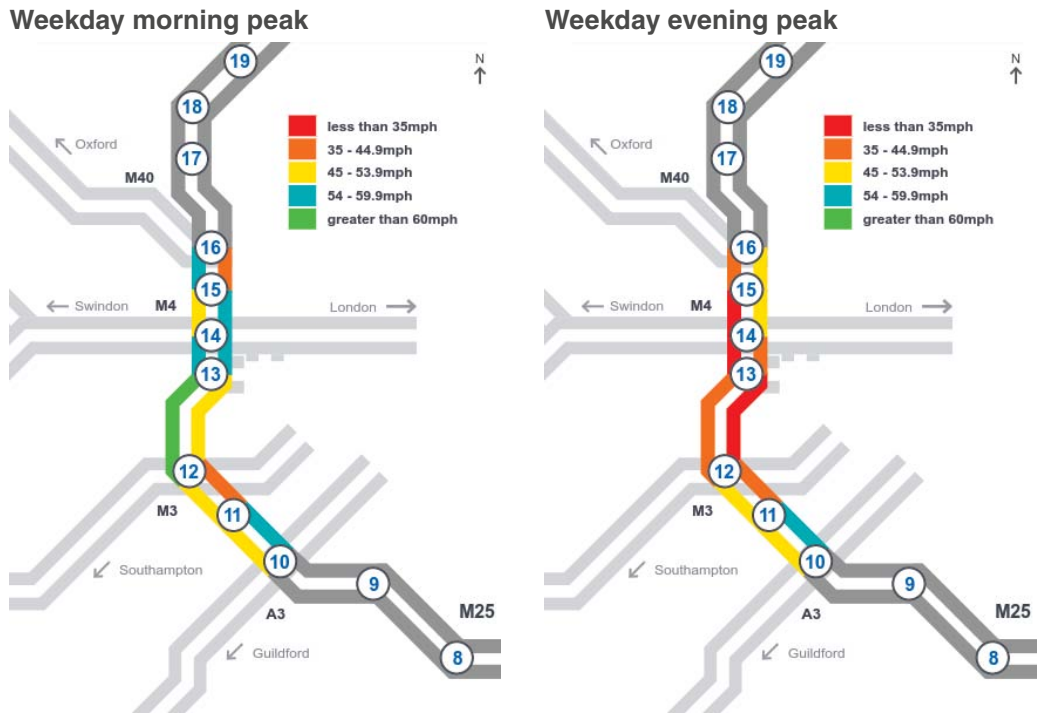 Weekday morning peak
19
N
18
less than 35mph
35 - 44.9mph
Oxford
17
45 - 53.9mph
M40
54 - 59.9mph
greater than 60mph
16
15
Swindon
M4
London
14
13
12
M3
11
10
Southampton
9
A3
M25
Guildford
8
Weekday evening peak
19
N
18
less than 35mph
35 - 44.9mph
Oxford
17
45 - 53.9mph
M40
54 - 59.9mph
greater than 60mph
16
15
Swindon
M4
London
14
13
12
M3
11
10
Southampton
9
A3
M25
Guildford
8